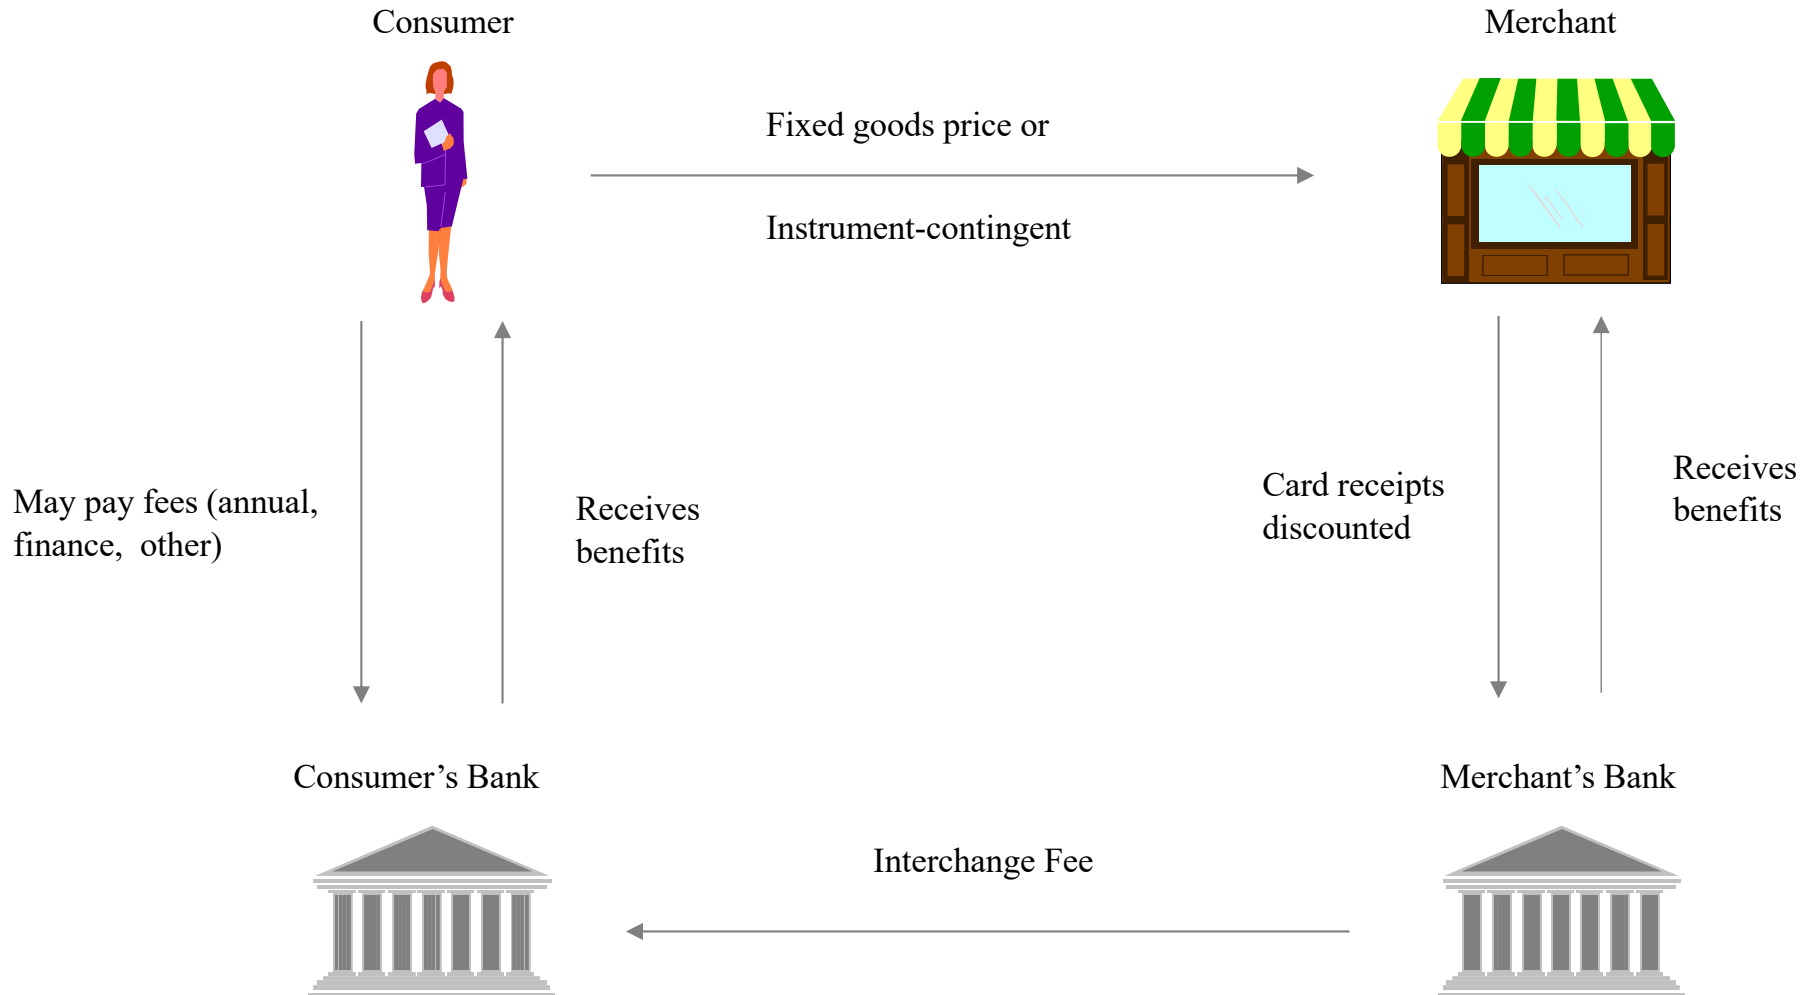 Consumer
Merchant
Fixed goods price or
Instrument-contingent
May pay fees (annual,
finance,  other)
Receives
benefits
Card receipts
discounted
Receives
benefits
Consumer’s Bank
Merchant’s Bank
Interchange Fee